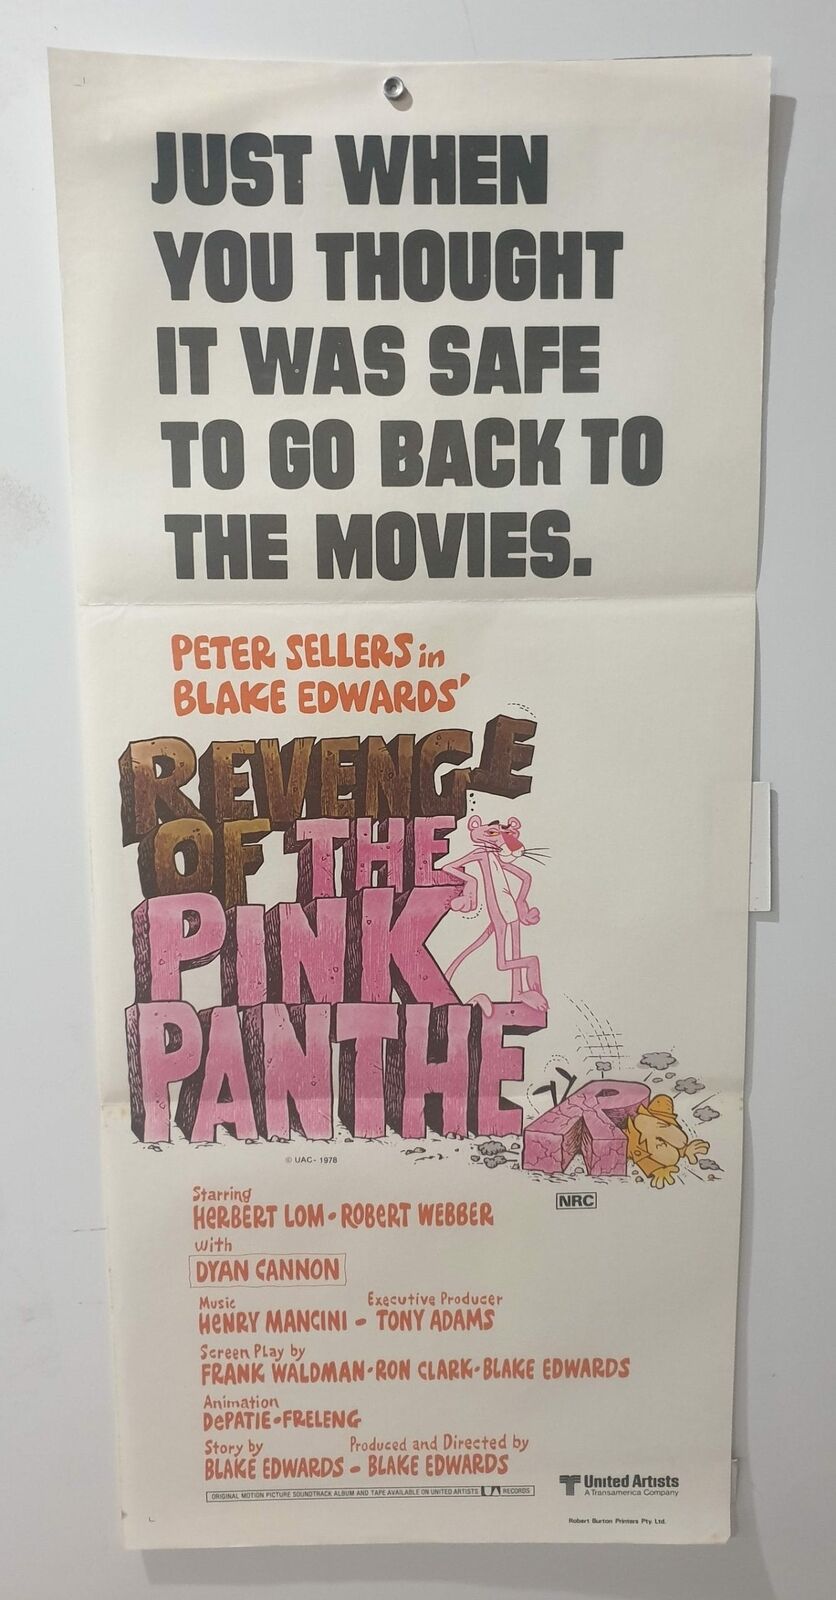 JUST WHEN
YOU THOUGHT
IT WAS SAFE
TO GO BACK TO
THE MOVIES.
PETER SELLERS in
BLAKE EDWARDS'
REVENGE
OF THE
PINK
PANTHER
© UAC - 1978
NRC
Starring
HERBERT LOM - ROBERT WEBBER
with
DYAN CANNON
Music Executive Producer
HENRY MANCINI - TONY ADAMS
Screen Play by
FRANK WALDMAN - RON CLARK - BLAKE EDWARDS
Animation
DePATIE - FRELENG
Story by Produced and Directed by
BLAKE EDWARDS - BLAKE EDWARDS
ORIGINAL MOTION PICTURE SOUNDTRACK ALBUM AND TAPE AVAILABLE ON UNITED ARTISTS UA RECORDS
United Artists
A Transamerica Company
Robert Burton Printers Pty. Ltd.